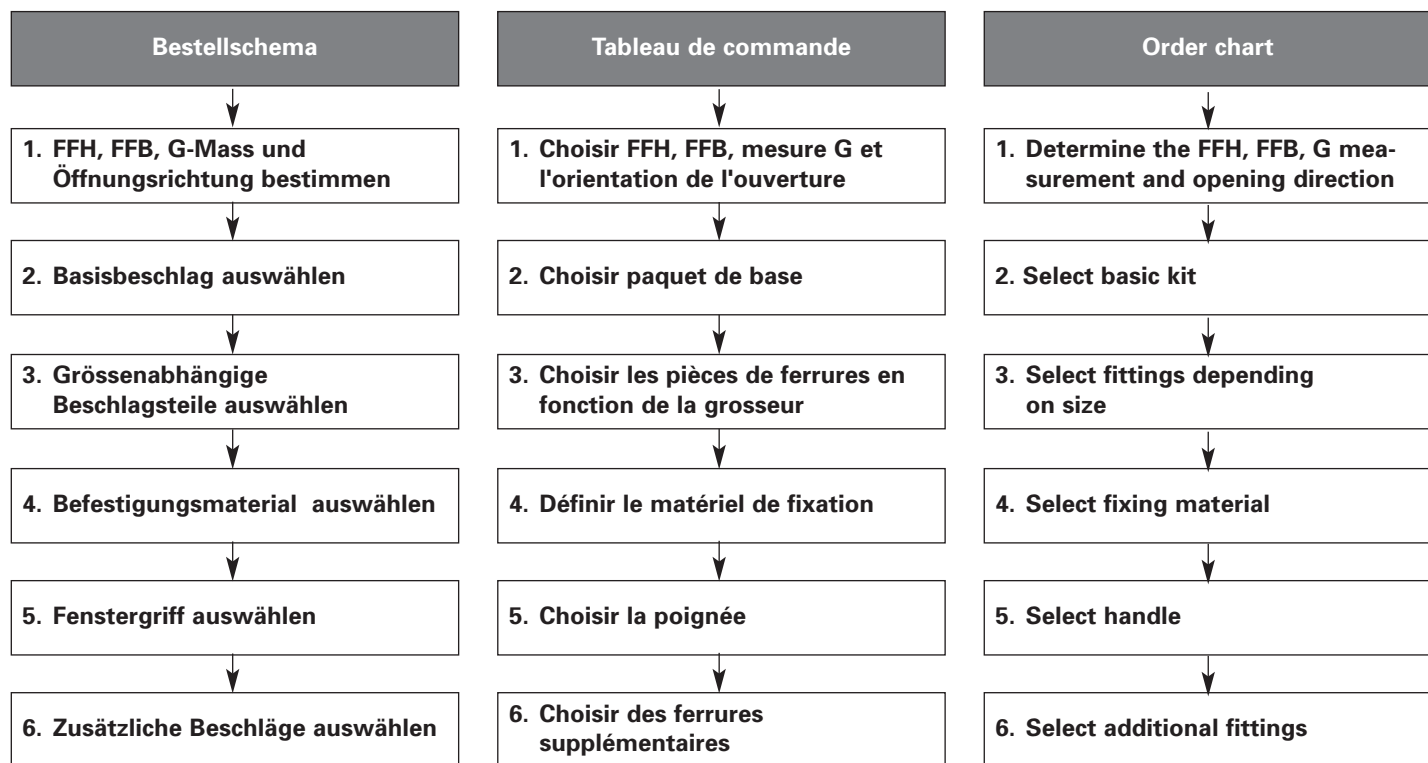 Bestellschema
1. FFH, FFB, G-Mass und
Öffnungsrichtung bestimmen
2. Basisbeschlag auswählen
3. Grössenabhängige
Beschlagsteile auswählen
4. Befestigungsmaterial auswählen
5. Fenstergriff auswählen
6. Zusätzliche Beschläge auswählen
Tableau de commande
1. Choisir FFH, FFB, mesure G et
l'orientation de l'ouverture
2. Choisir paquet de base
3. Choisir les pièces de ferrures en
fonction de la grosseur
4. Définir le matériel de fixation
5. Choisir la poignée
6. Choisir des ferrures
supplémentaires
Order chart
1. Determine the FFH, FFB, G mea-
surement and opening direction
2. Select basic kit
3. Select fittings depending
on size
4. Select fixing material
5. Select handle
6. Select additional fittings